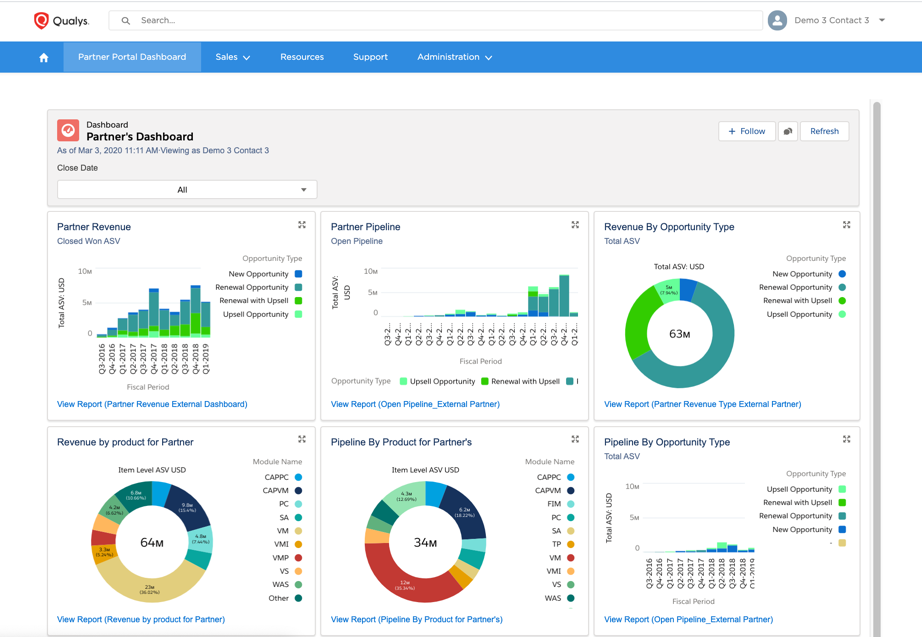 Qualys.
Search...
Demo 3 Contact 3
Partner Portal Dashboard
Sales
Resources
Support
Administration
Dashboard
Partner's Dashboard
As of Mar 3, 2020 11:11 AM·Viewing as Demo 3 Contact 3
Follow
Refresh
Close Date
All
Partner Revenue
Closed Won ASV
Opportunity Type
New Opportunity
Renewal Opportunity
Renewal with Upsell
Upsell Opportunity
Total ASV: USD
10M
5M
0
Q3-2016
Q4-2016
Q1-2017
Q2-2017
Q3-2017
Q4-2017
Q1-2018
Q2-2018
Q3-2018
Q4-2018
Q1-2019
Fiscal Period
View Report (Partner Revenue External Dashboard)
Partner Pipeline
Open Pipeline
Total ASV:
USD
10M
5M
0
Q3-2...
Q4-2...
Q1-2...
Q2-2...
Q3-2...
Q4-2...
Q1-2...
Q2-2...
Q3-2...
Q4-2...
Q1-2...
Q2-2...
Q3-2...
Q4-2...
Q1-2...
Q2-2...
Q3-2...
Q4-2...
Q1-2...
Fiscal Period
Opportunity Type
Upsell Opportunity
Renewal with Upsell
View Report (Open Pipeline_External Partner)
Revenue By Opportunity Type
Total ASV
Opportunity Type
New Opportunity
Renewal Opportunity
Renewal with Upsell
Upsell Opportunity
Total ASV: USD
5M
(7.94%)
63M
View Report (Partner Revenue Type External Partner)
Revenue by product for Partner
Item Level ASV USD
Module Name
CAPPC
CAPVM
PC
SA
VM
VMI
VMP
VS
WAS
Other
6.8M
(10.66%)
9.8M
(15.4%)
4.2M
(6.62%)
4.8M
(7.44%)
3.3M
(5.24%)
23M
(36.02%)
64M
View Report (Revenue by product for Partner)
Pipeline By Product for Partner's
Item Level ASV USD
Module Name
CAPPC
CAPVM
FIM
PC
SA
TP
VM
VMI
VS
WAS
4.3M
(12.69%)
6.2M
(18.22%)
12M
(35.14%)
34M
View Report (Pipeline By Product for Partner's)
Pipeline By Opportunity Type
Total ASV
Opportunity Type
Upsell Opportunity
Renewal with Upsell
Renewal Opportunity
New Opportunity
-
Total ASV: USD
10M
5M
0
Q3-2016
Q4-2016
Q1-2017
Q2-2017
Q3-2017
Q4-2017
Q1-2018
Q2-2018
Q3-2018
Q4-2018
Q1-2019
Fiscal Period
View Report (Open Pipeline_External Partner)